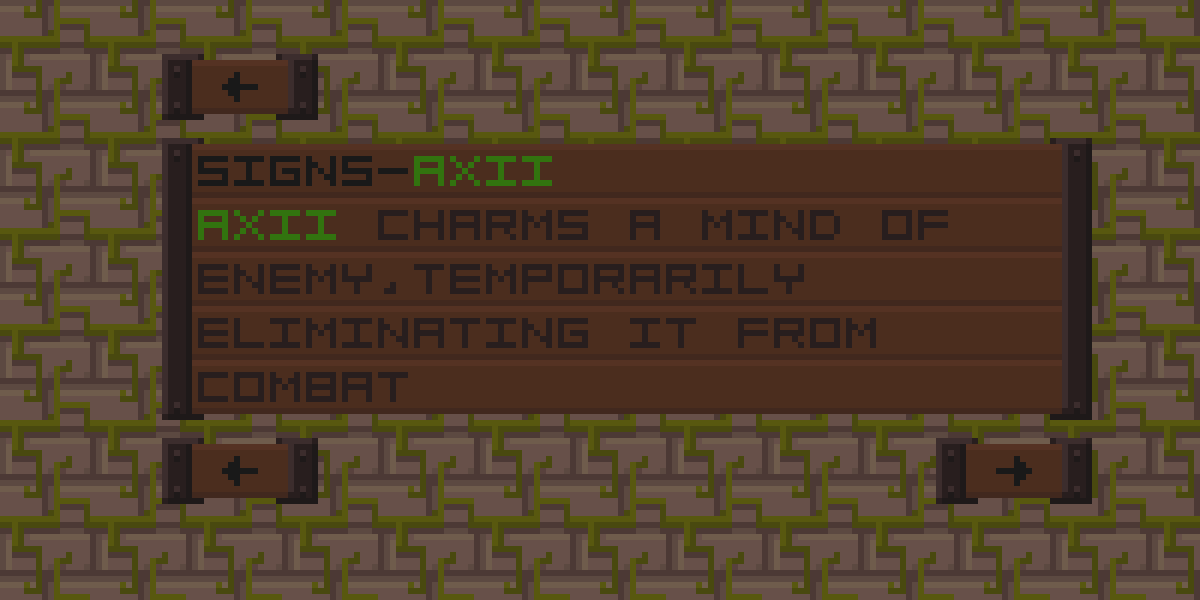 SIGNS-AXII
AXII CHARMS A MIND OF
ENEMY,TEMPORARILY
ELIMINATING IT FROM
COMBAT